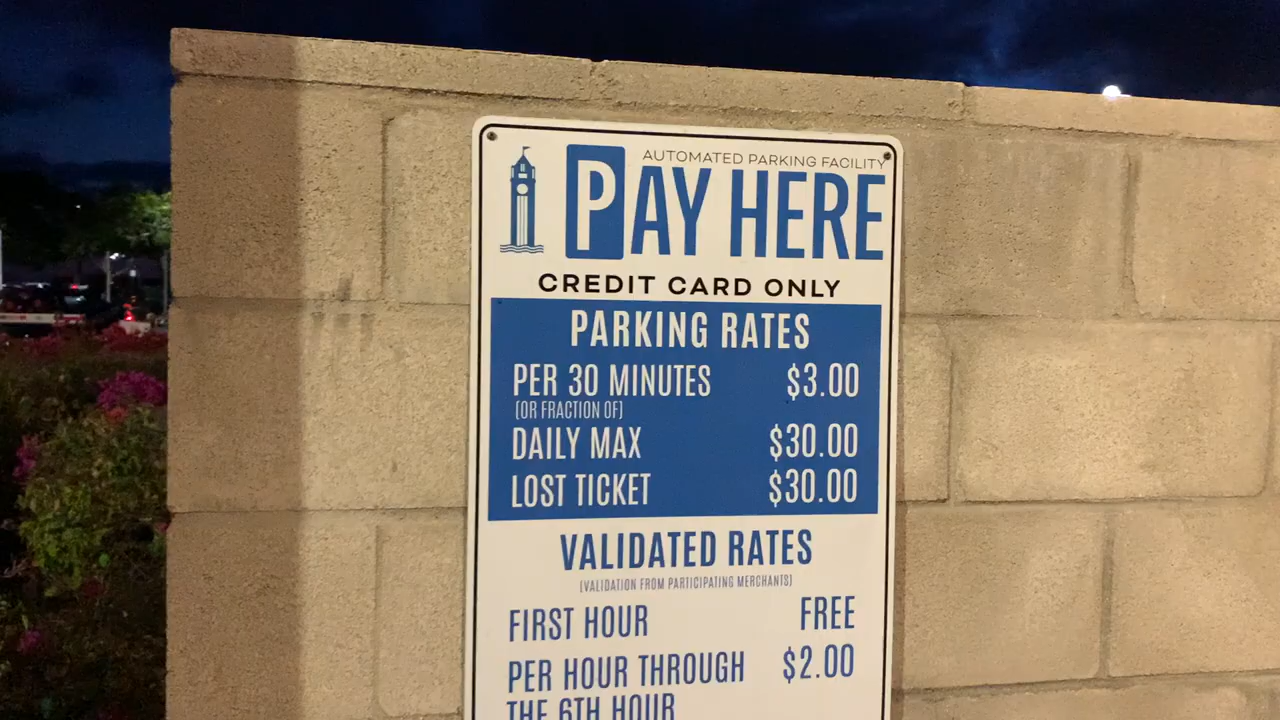 AUTOMATED PARKING FACILITY
PAY HERE
CREDIT CARD ONLY
PARKING RATES
PER 30 MINUTES $3.00
(OR FRACTION OF)
DAILY MAX $30.00
LOST TICKET $30.00
VALIDATED RATES
(VALIDATION FROM PARTICIPATING MERCHANTS)
FIRST HOUR FREE
PER HOUR THROUGH $2.00
THE 6TH HOUR